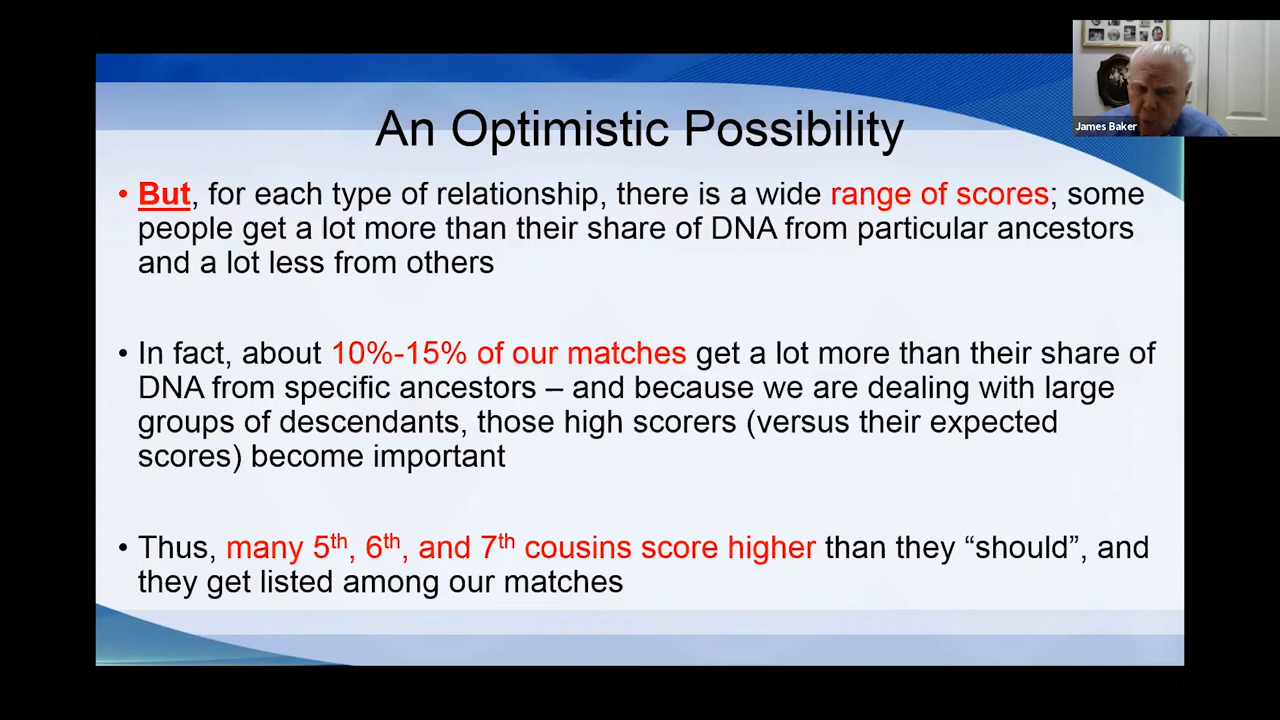 An Optimistic Possibility
James Baker
• But, for each type of relationship, there is a wide range of scores; some
people get a lot more than their share of DNA from particular ancestors
and a lot less from others
• In fact, about 10%-15% of our matches get a lot more than their share of
DNA from specific ancestors – and because we are dealing with large
groups of descendants, those high scorers (versus their expected
scores) become important
• Thus, many 5th, 6th, and 7th cousins score higher than they “should”, and
they get listed among our matches